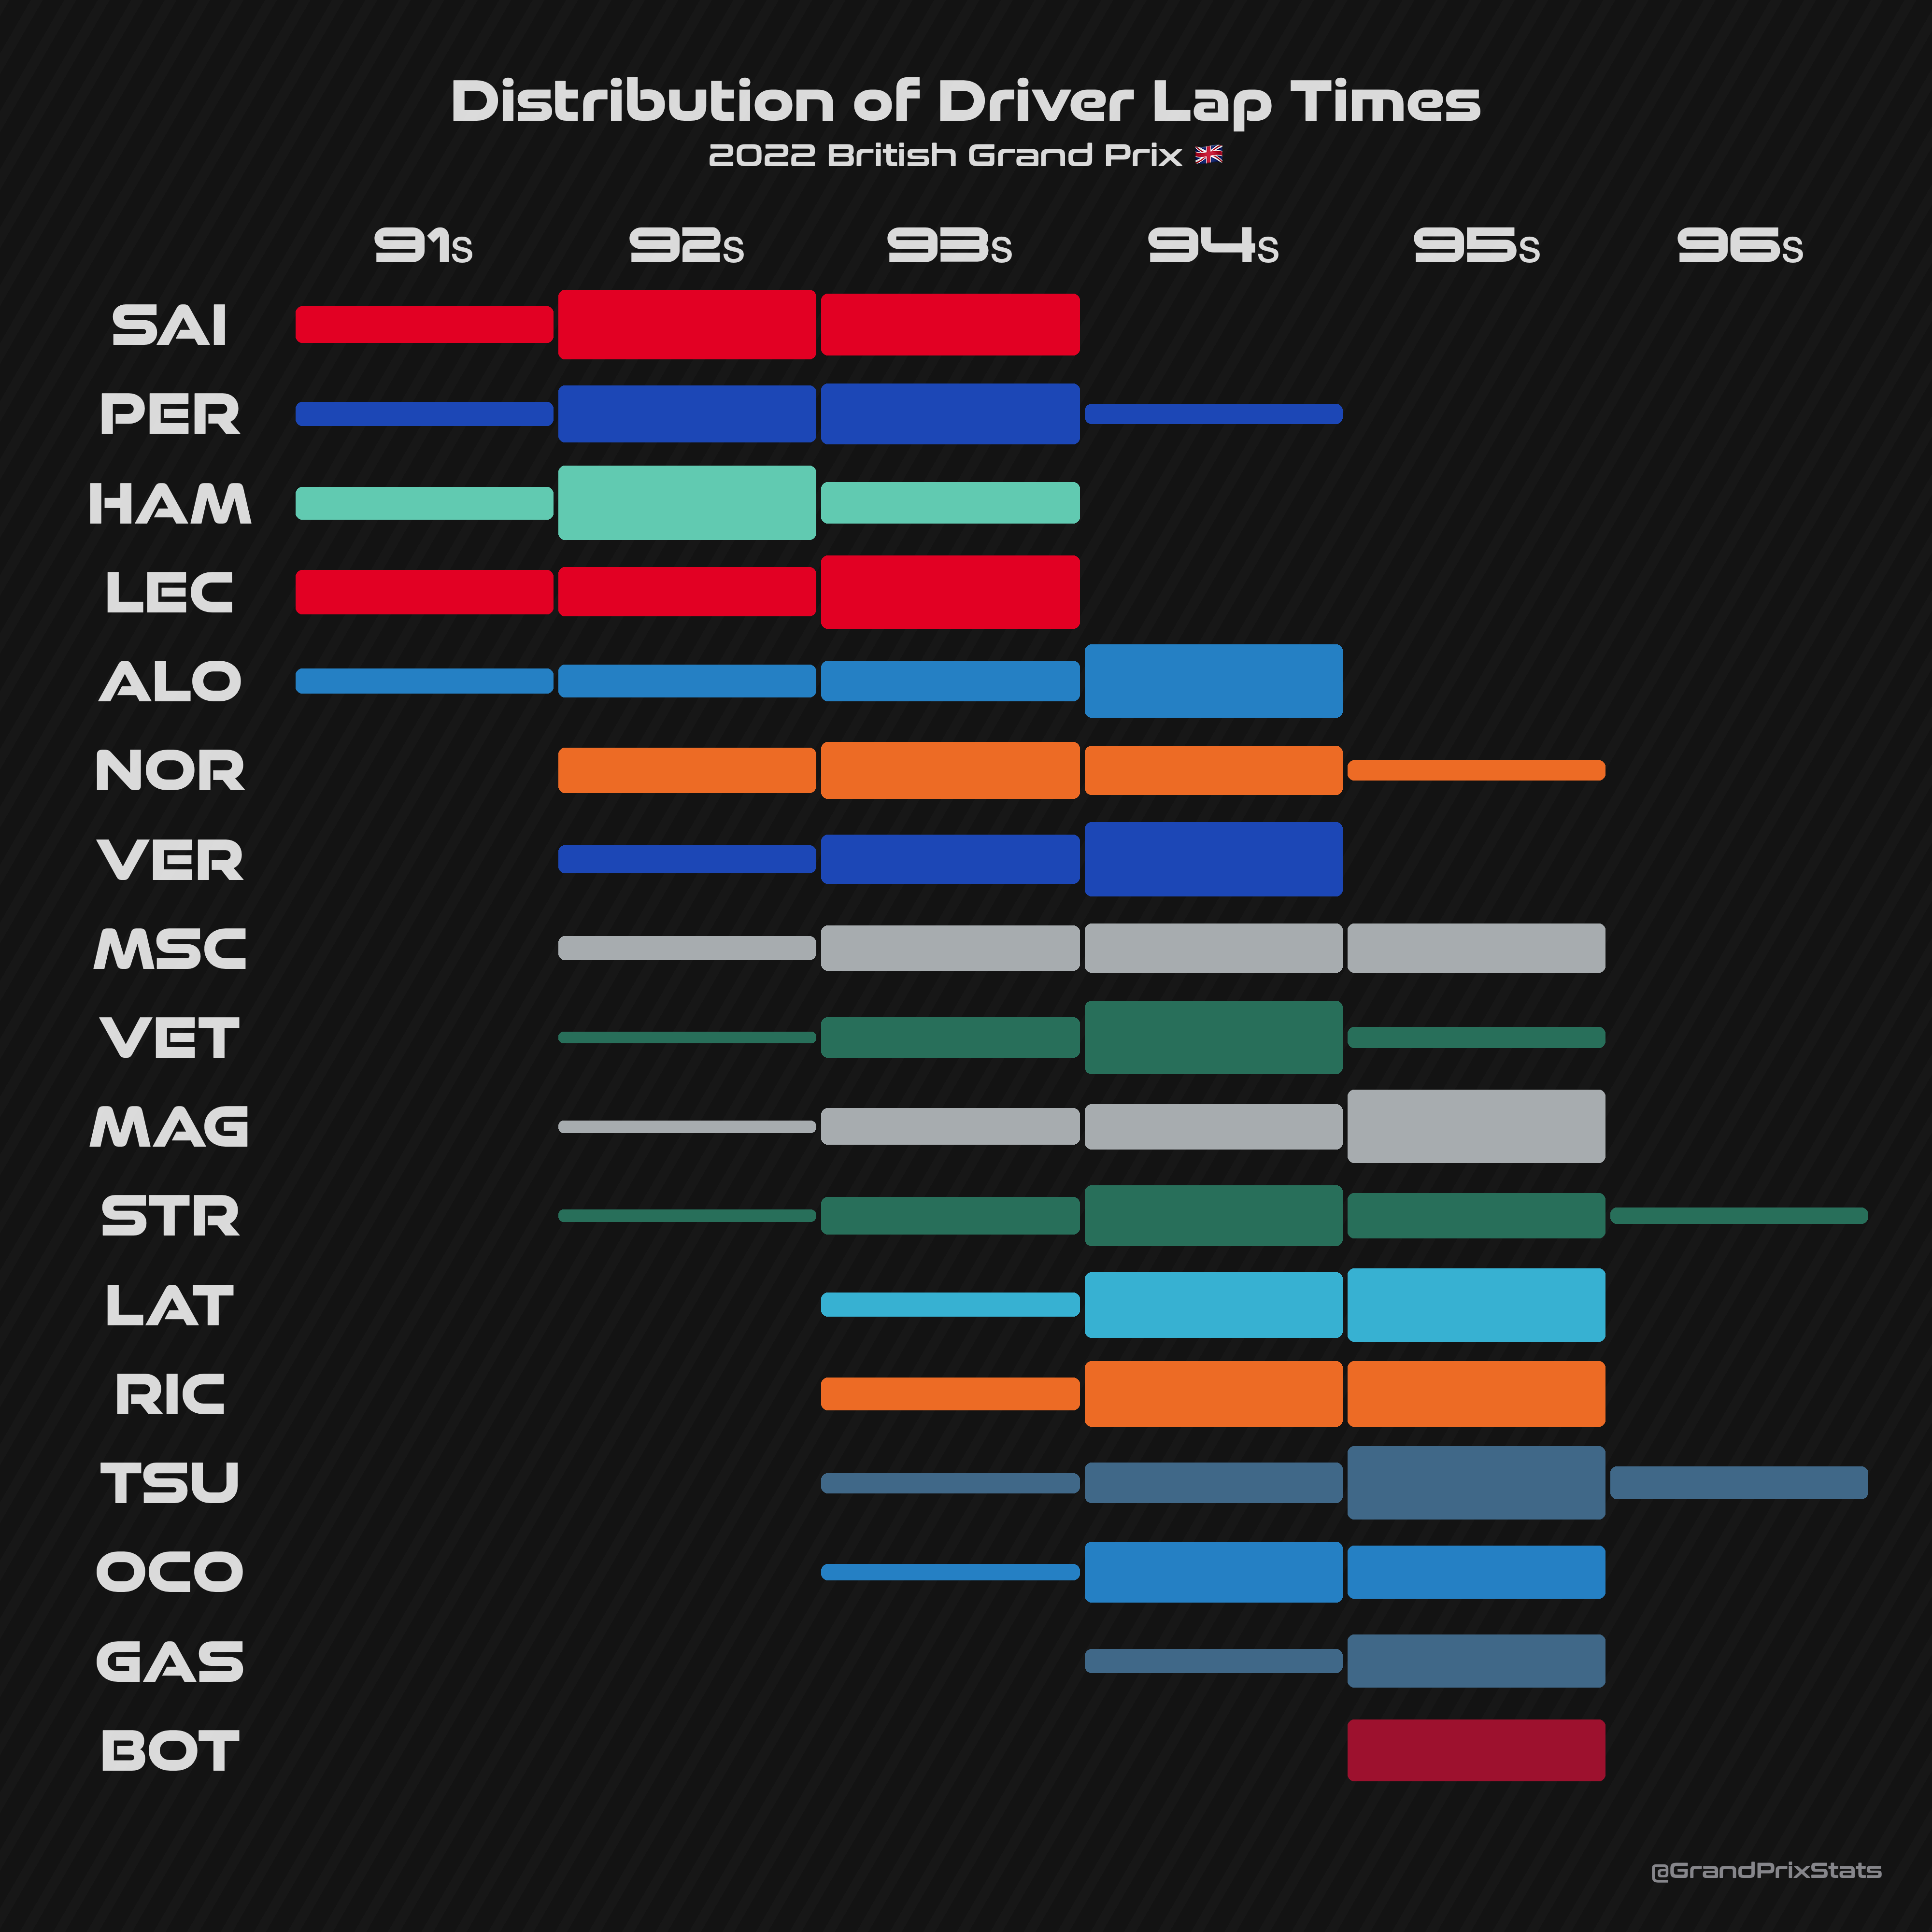 Distribution of Driver Lap Times
2022 British Grand Prix 🇬🇧
91s 92s 93s 94s 95s 96s
SAI
PER
HAM
LEC
ALO
NOR
VER
MSC
VET
MAG
STR
LAT
RIC
TSU
OCO
GAS
BOT
@GrandPrixStats